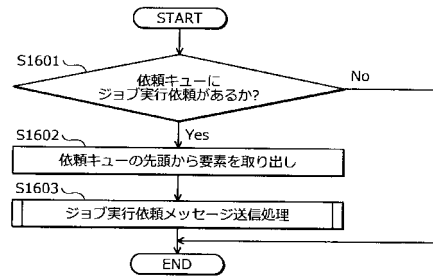 START
S1601
依頼キューに
ジョブ実行依頼があるか?
No
Yes
S1602
依頼キューの先頭から要素を取り出し
S1603
ジョブ実行依頼メッセージ送信処理
END